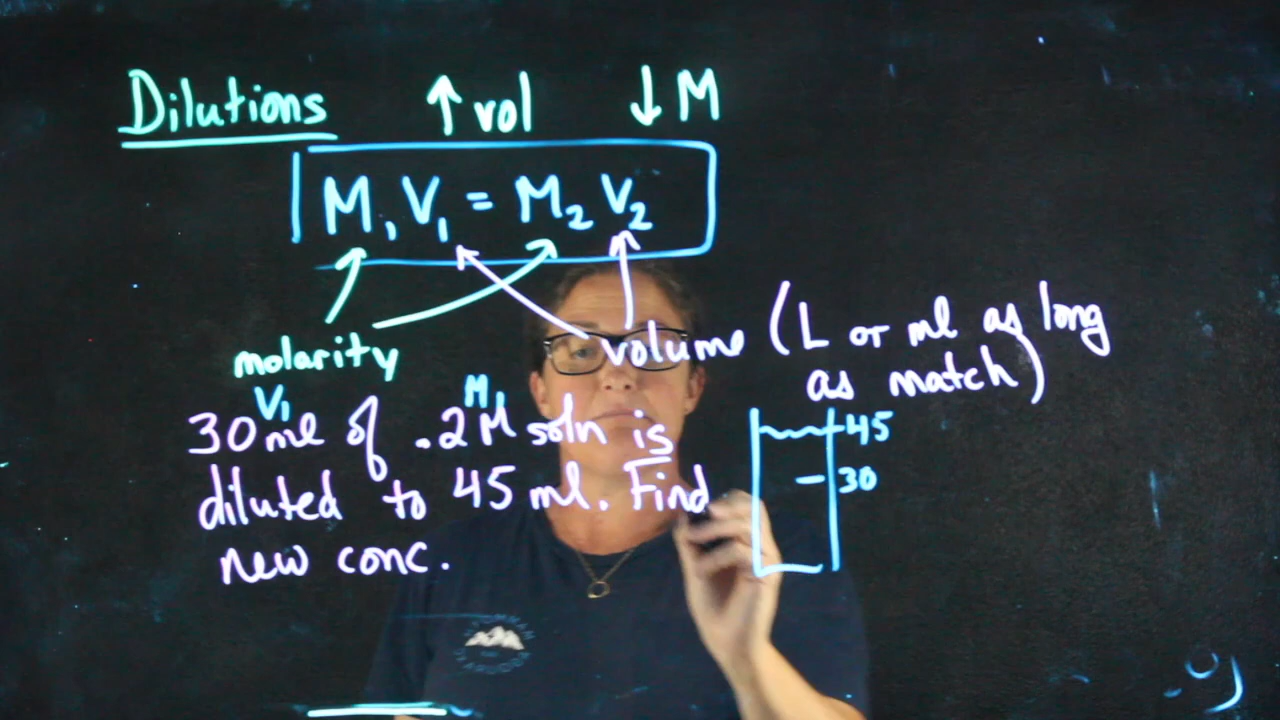 Dilutions ↑ vol ↓ M
M₁V₁ = M₂V₂
molarity
volume (L or ml as long
as match)
V₁ M₁
30 ml of .2M soln is
diluted to 45 ml. Find
new conc.
45
30